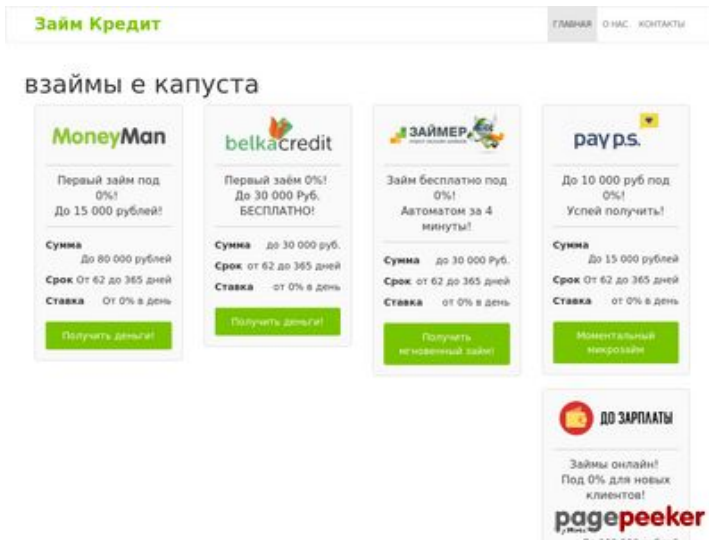 Займ Кредит
ГЛАВНАЯ О НАС КОНТАКТЫ
взаймы е капуста
MoneyMan
Первый займ под
0%!
До 15 000 рублей!
Сумма
До 80 000 рублей
Срок От 62 до 365 дней
Ставка От 0% в день
Получить деньги!
belkacredit
Первый заём 0%!
До 30 000 Руб.
БЕСПЛАТНО!
Сумма до 30 000 руб.
Срок от 62 до 365 дней
Ставка от 0% в день
Получить деньги!
ЗАЙМЕР
Займ бесплатно под
0%!
Автоматом за 4
минуты!
Сумма до 30 000 Руб.
Срок от 62 до 365 дней
Ставка от 0% в день
Получить
мгновенный займ!
pay p.s.
До 10 000 руб под
0%!
Успей получить!
Сумма
До 15 000 рублей
Срок От 62 до 365 дней
Ставка От 0% в день
Моментальный
микрозайм
ДО ЗАРПЛАТЫ
Займы онлайн!
Под 0% для новых
клиентов!
pagepeeker